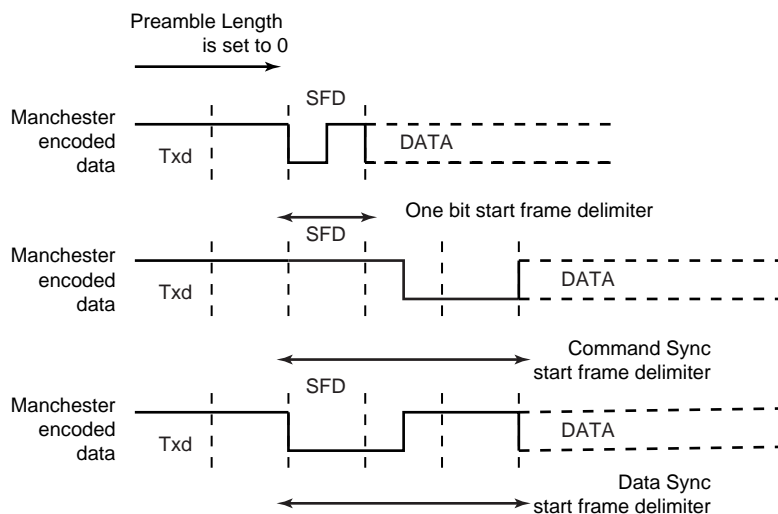 Preamble Length
is set to 0
SFD
Manchester
encoded
data
Txd
DATA
One bit start frame delimiter
SFD
Manchester
encoded
data
Txd
DATA
Command Sync
start frame delimiter
SFD
Manchester
encoded
data
Txd
DATA
Data Sync
start frame delimiter